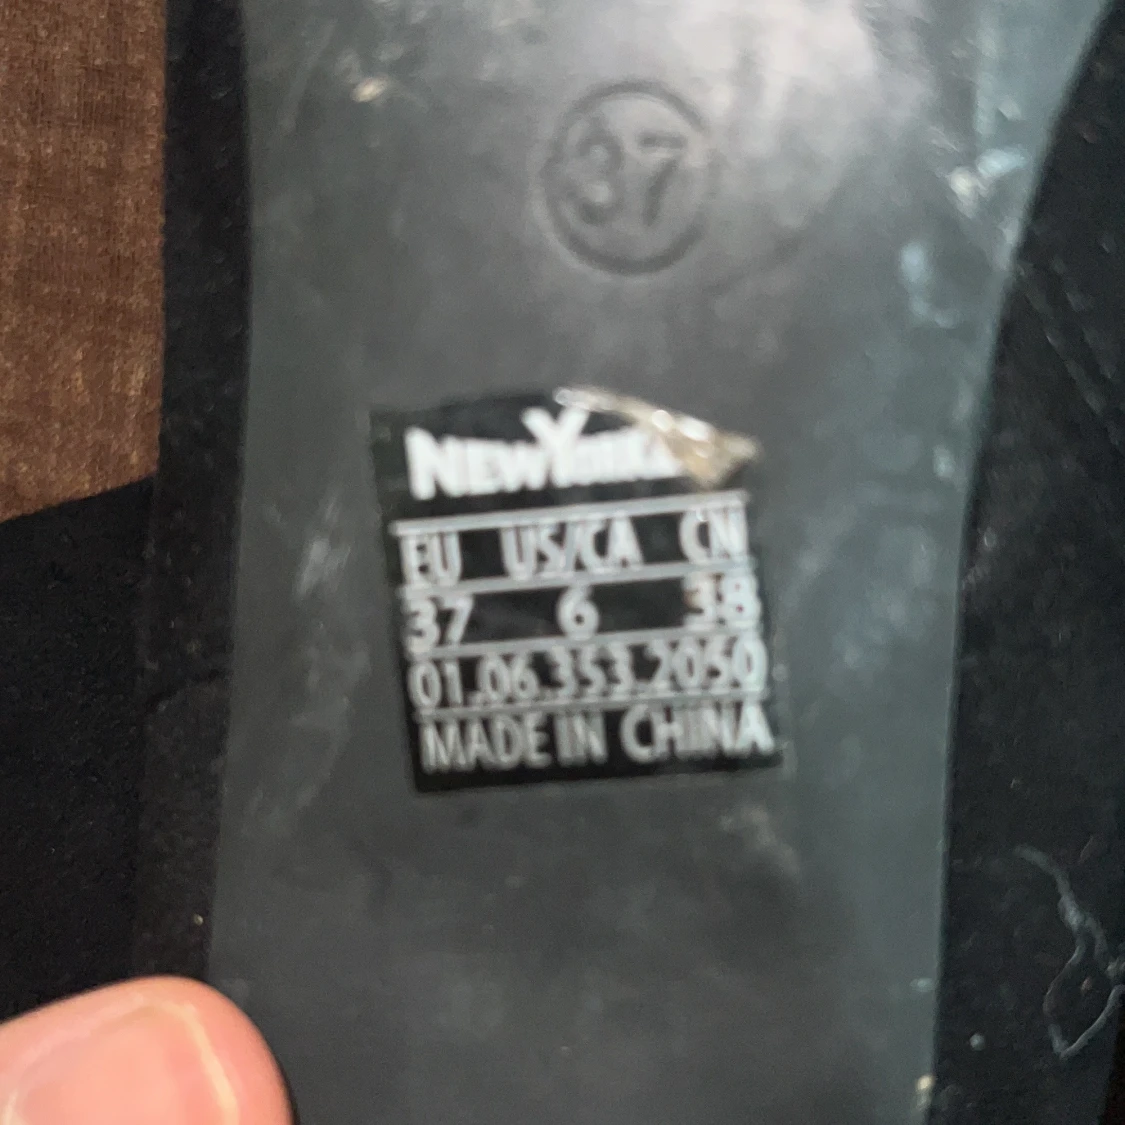 37
NEWYORKER
EU US/CA CN
37 6 38
01.06.353.2050
MADE IN CHINA